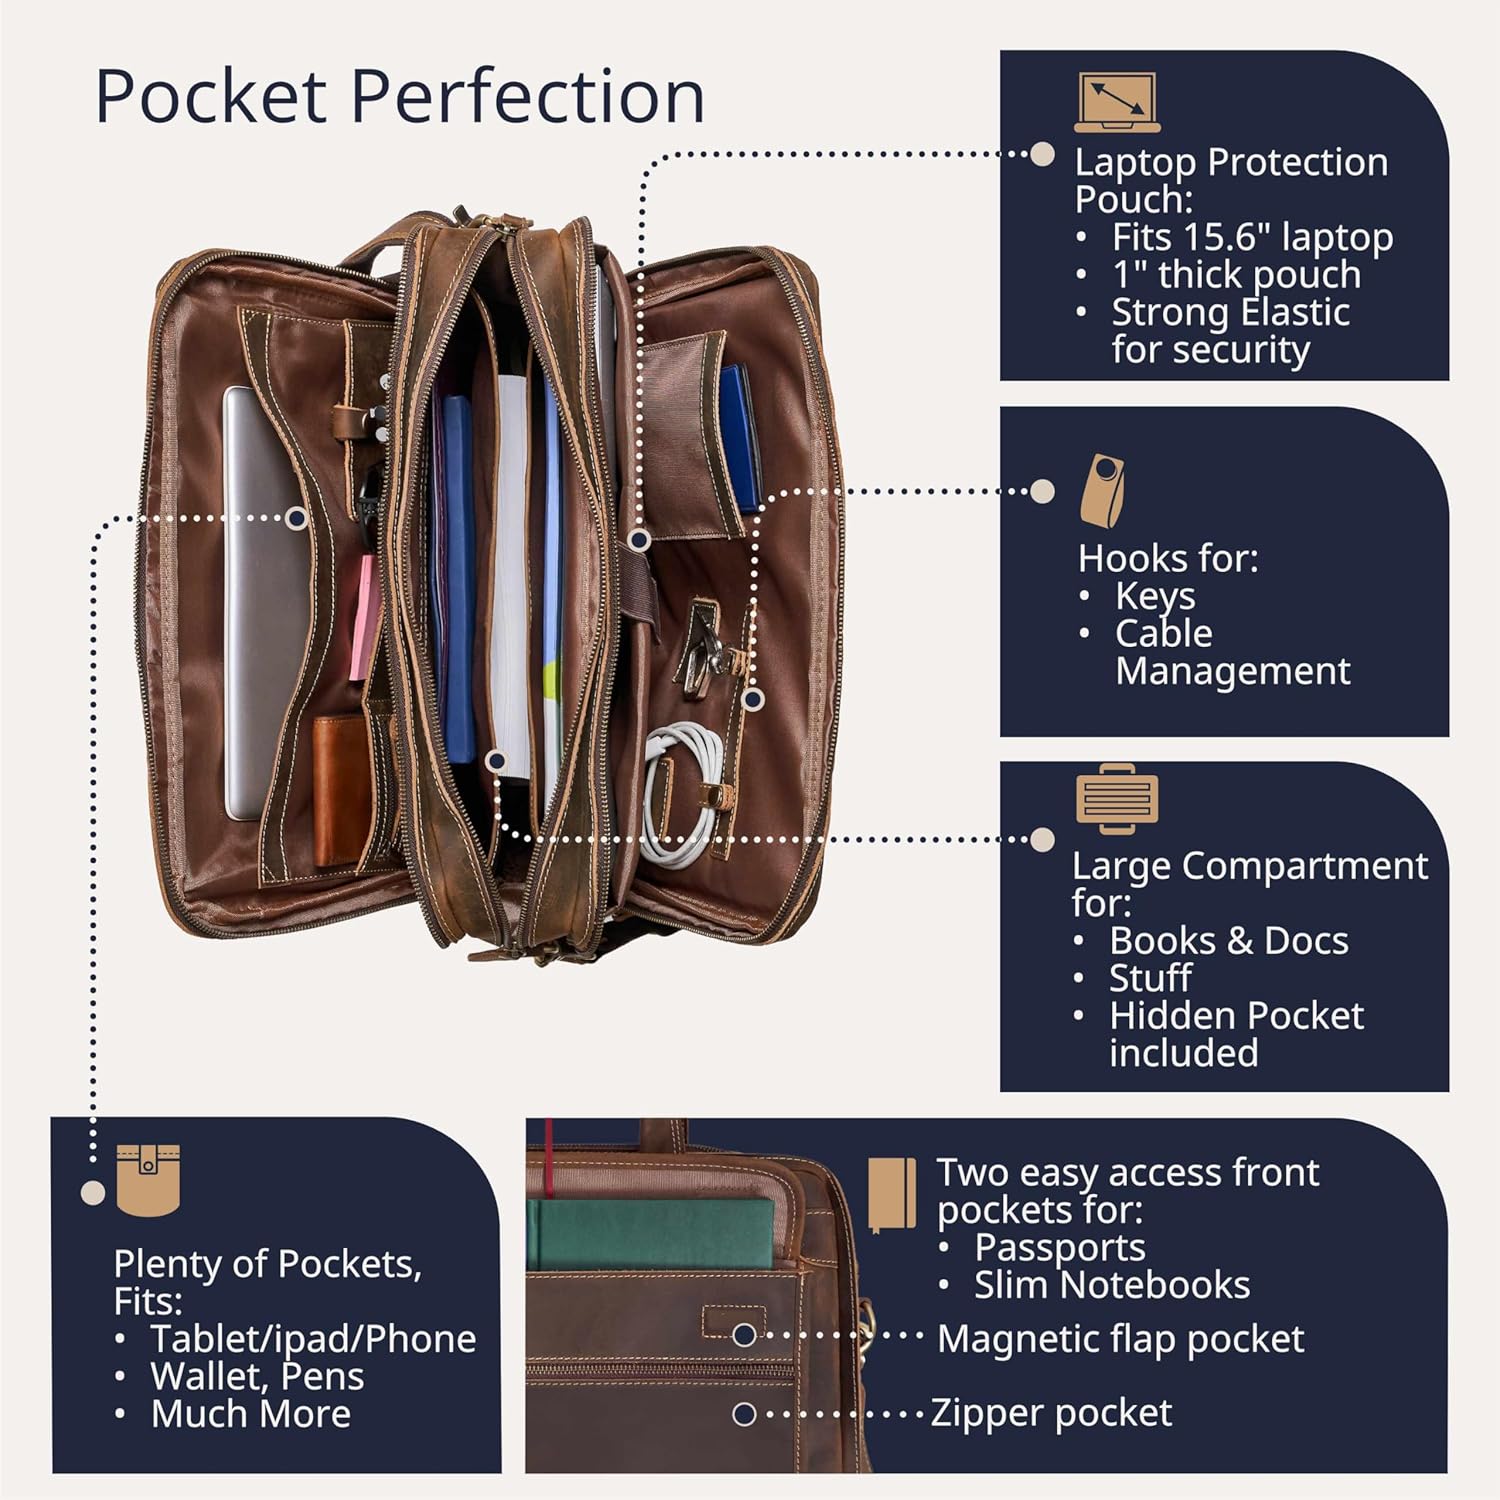 Pocket Perfection
Laptop Protection
Pouch:
• Fits 15.6" laptop
• 1" thick pouch
• Strong Elastic
for security
Hooks for:
• Keys
• Cable
Management
Large Compartment
for:
• Books & Docs
• Stuff
• Hidden Pocket
included
Plenty of Pockets,
Fits:
• Tablet/ipad/Phone
• Wallet, Pens
• Much More
Two easy access front
pockets for:
• Passports
• Slim Notebooks
Magnetic flap pocket
Zipper pocket